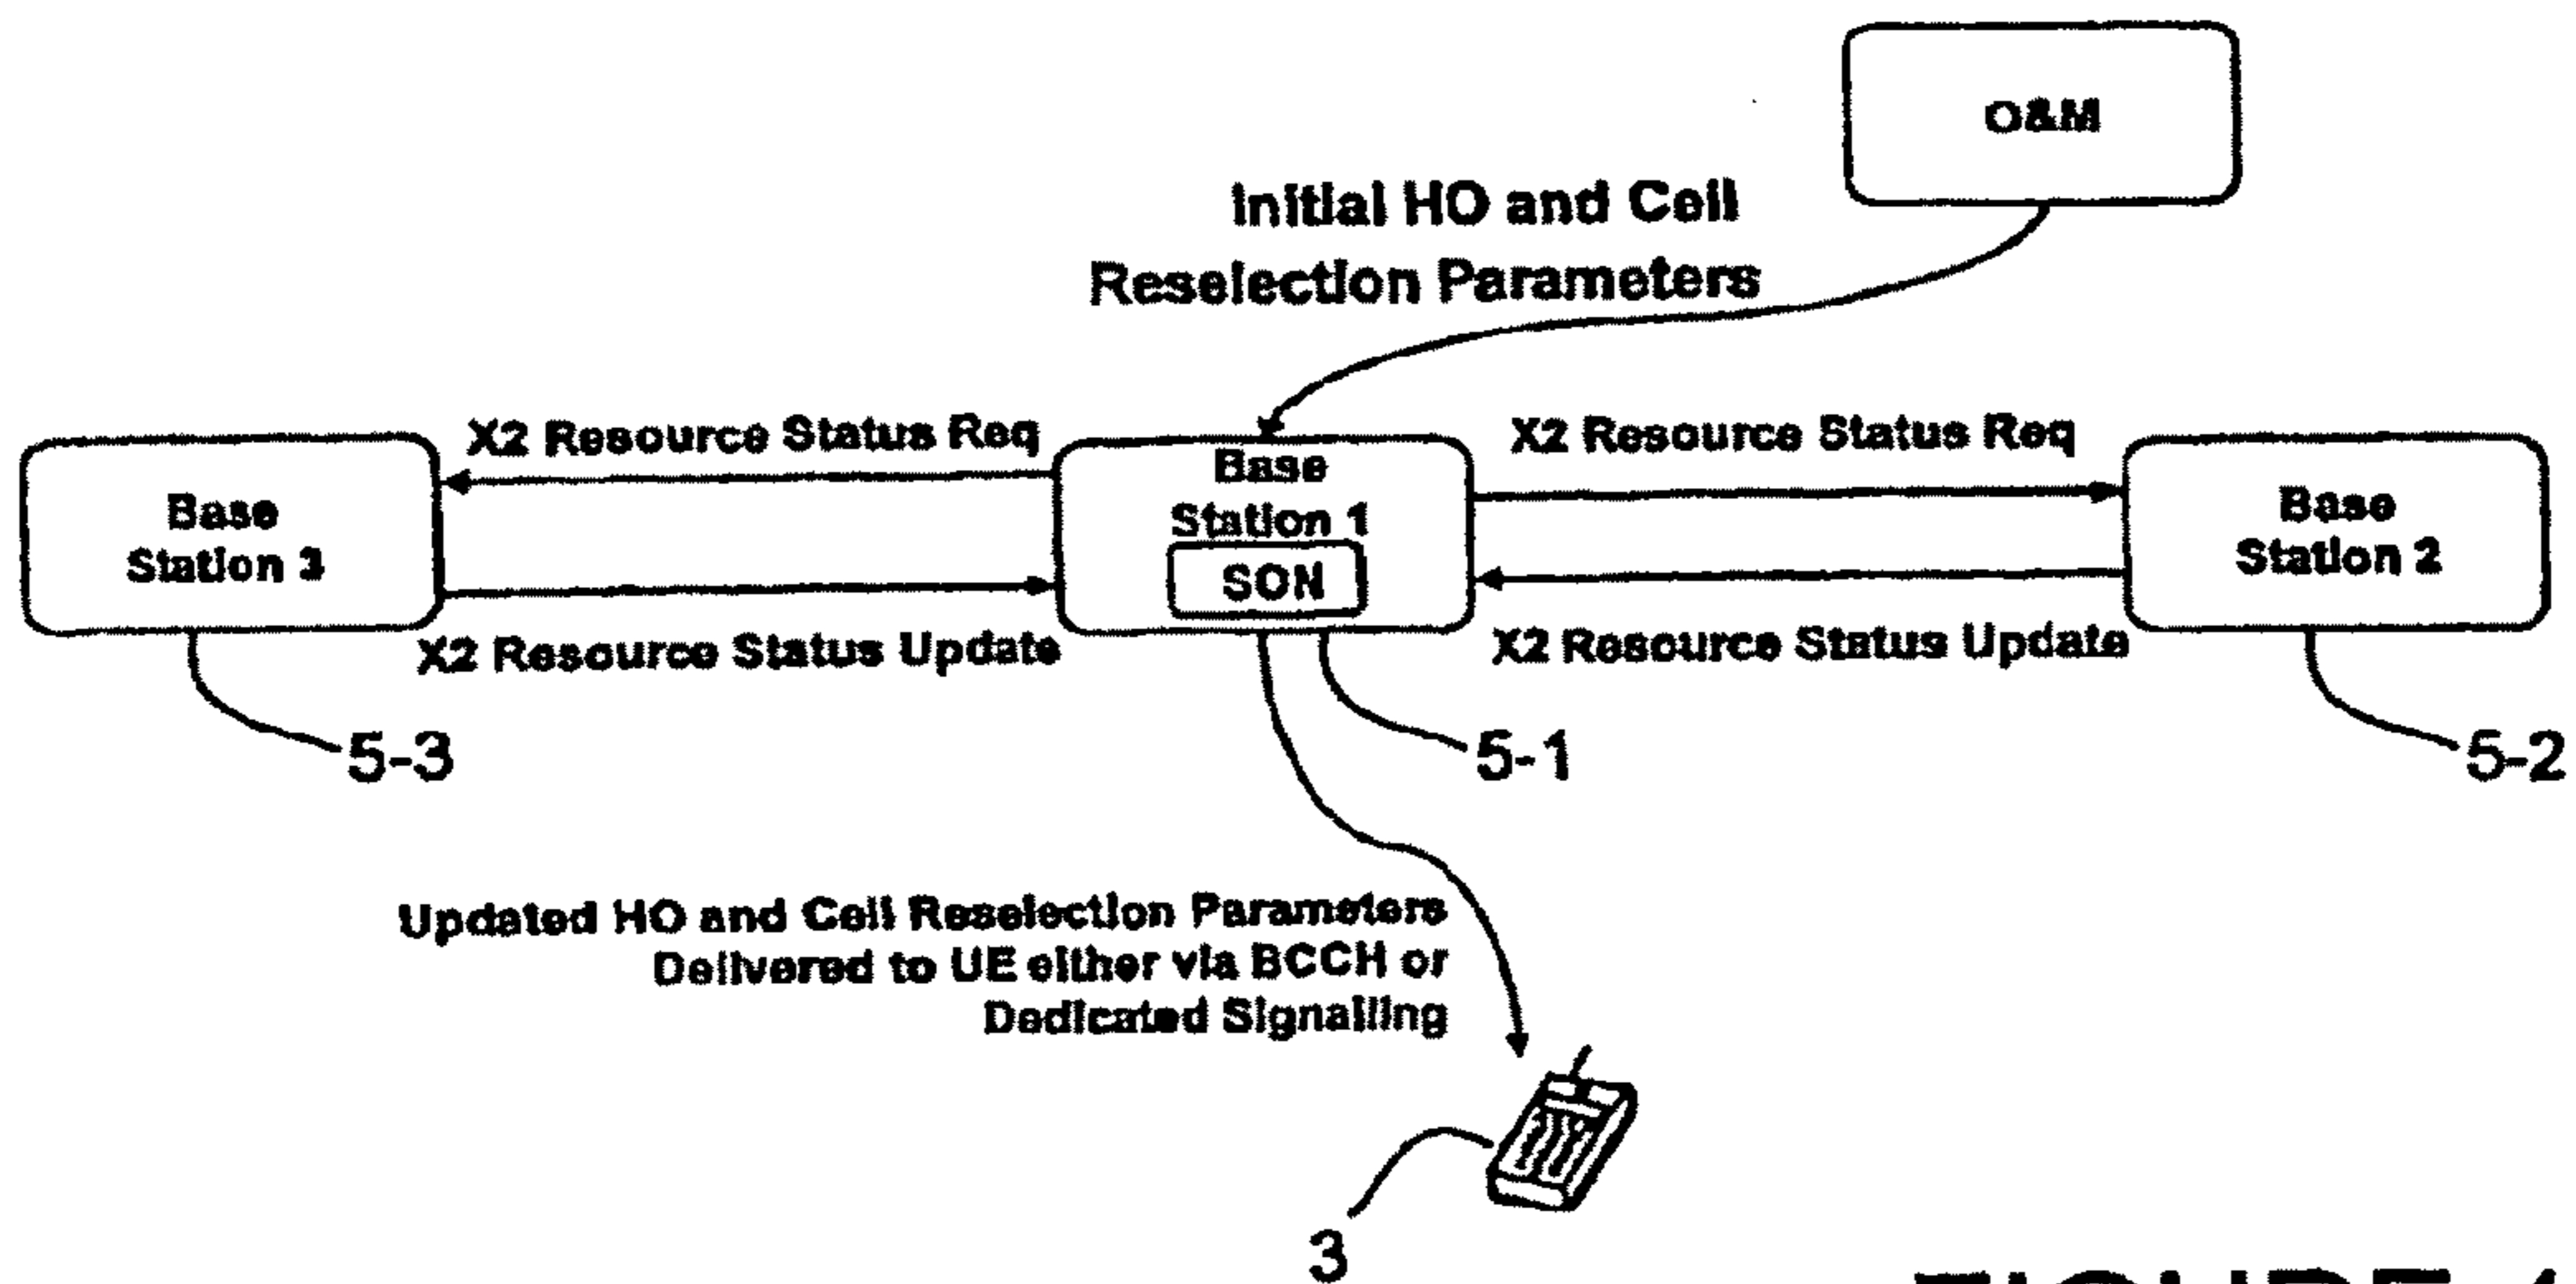 O&M
Initial HO and Cell
Reselection Parameters
X2 Resource Status Req
X2 Resource Status Req
Base
Station 3
Base
Station 1
SON
Base
Station 2
X2 Resource Status Update
X2 Resource Status Update
5-3
5-1
5-2
Updated HO and Cell Reselection Parameters
Delivered to UE either via BCCH or
Dedicated Signalling
3